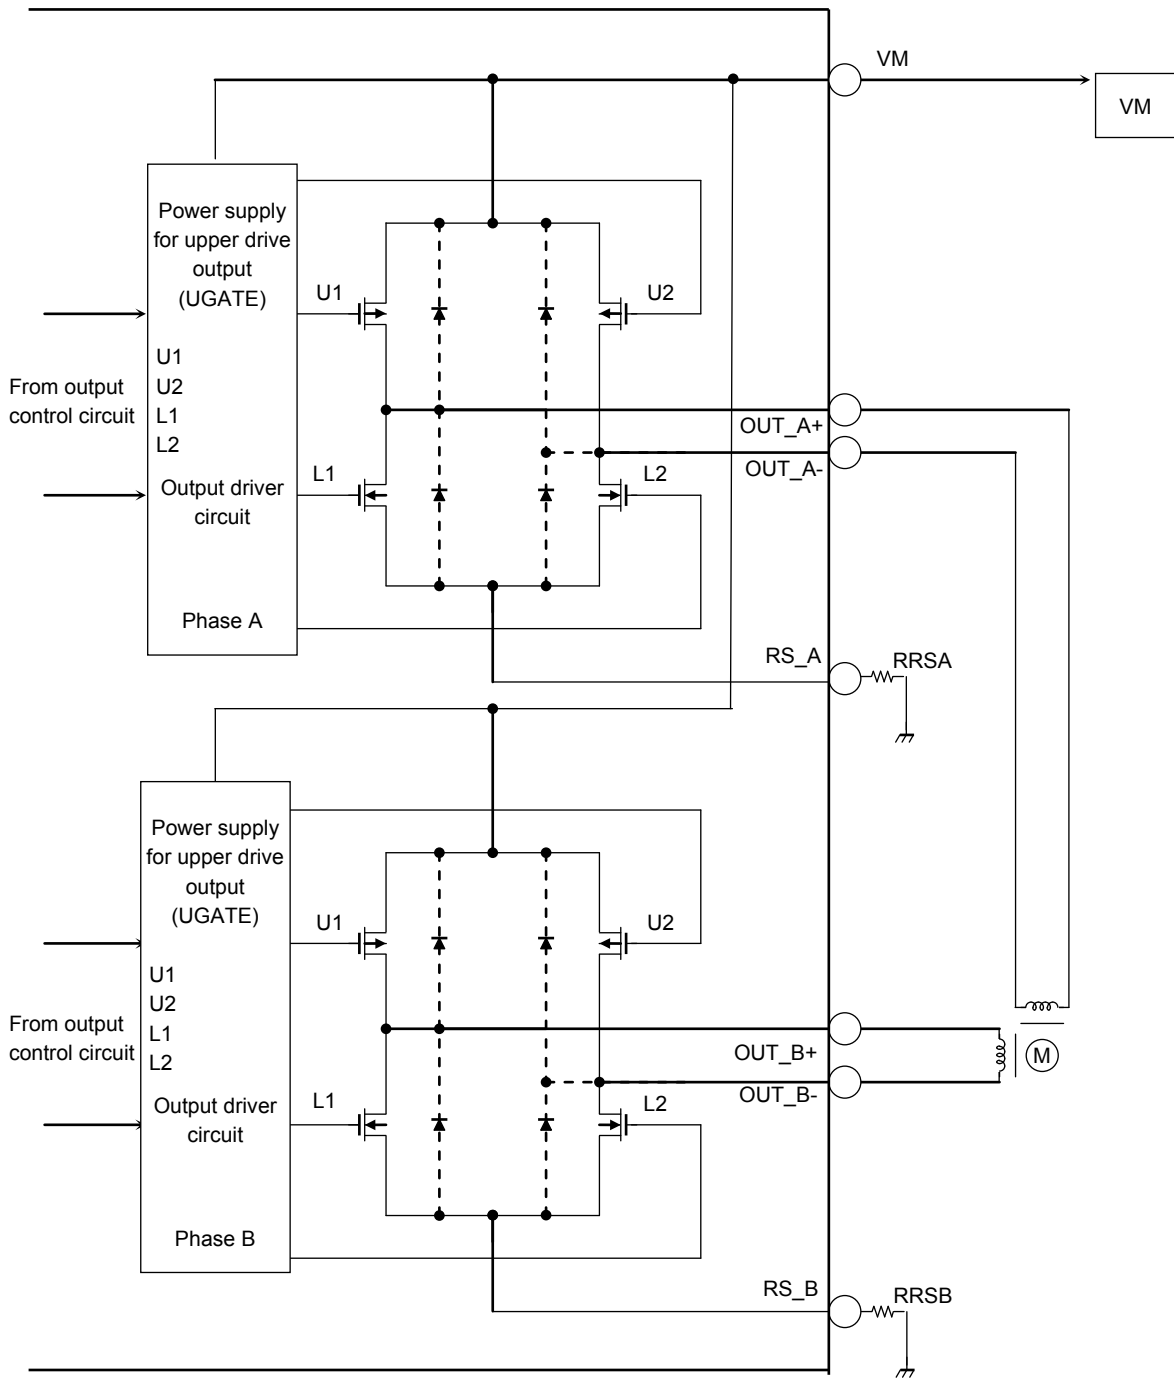 VM
VM
Power supply
for upper drive
output
(UGATE)
U1
U2
U1
U2
L1
L2
From output
control circuit
OUT_A+
OUT_A-
L1
L2
Output driver
circuit
Phase A
RS_A
RRSA
Power supply
for upper drive
output
(UGATE)
U1
U2
U1
U2
L1
L2
From output
control circuit
OUT_B+
M
OUT_B-
L1
L2
Output driver
circuit
Phase B
RS_B
RRSB